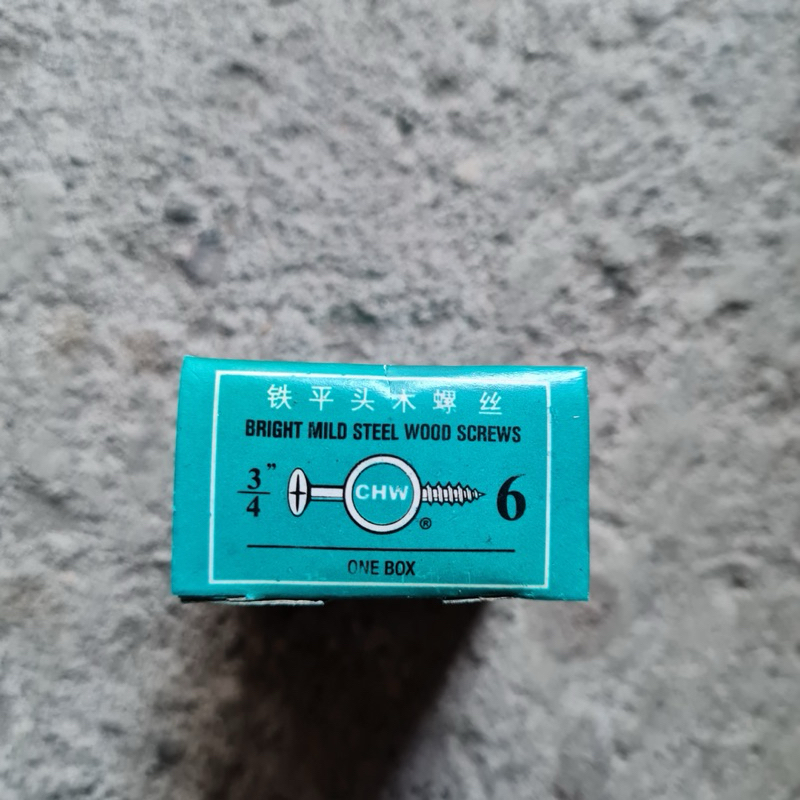 铁平头木螺丝
BRIGHT MILD STEEL WOOD SCREWS
3/4" CHW® 6
ONE BOX